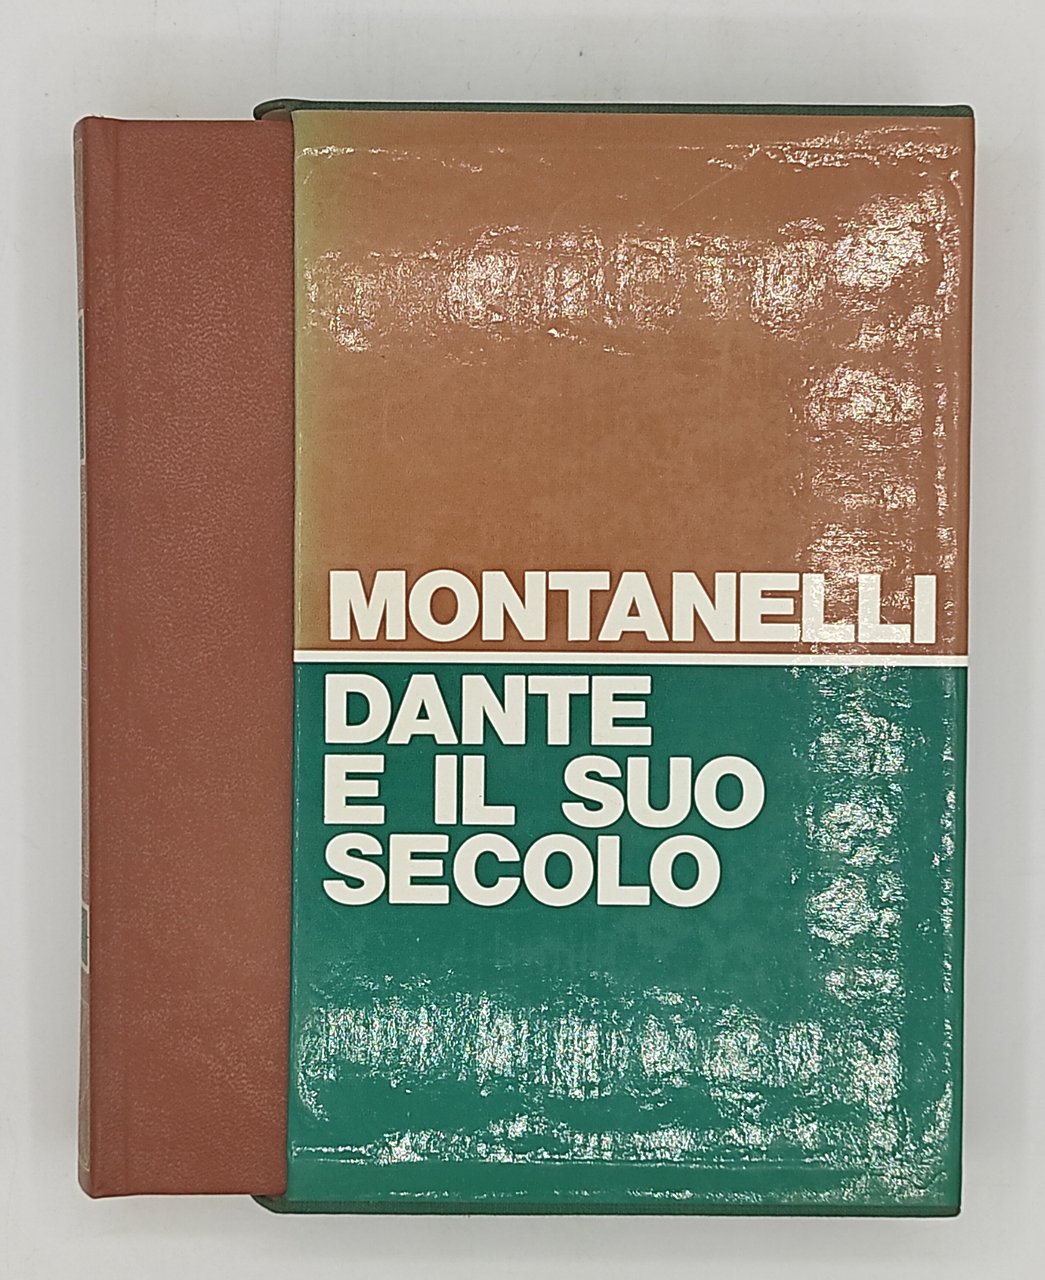 MONTANELLI
DANTE
E IL SUO
SECOLO